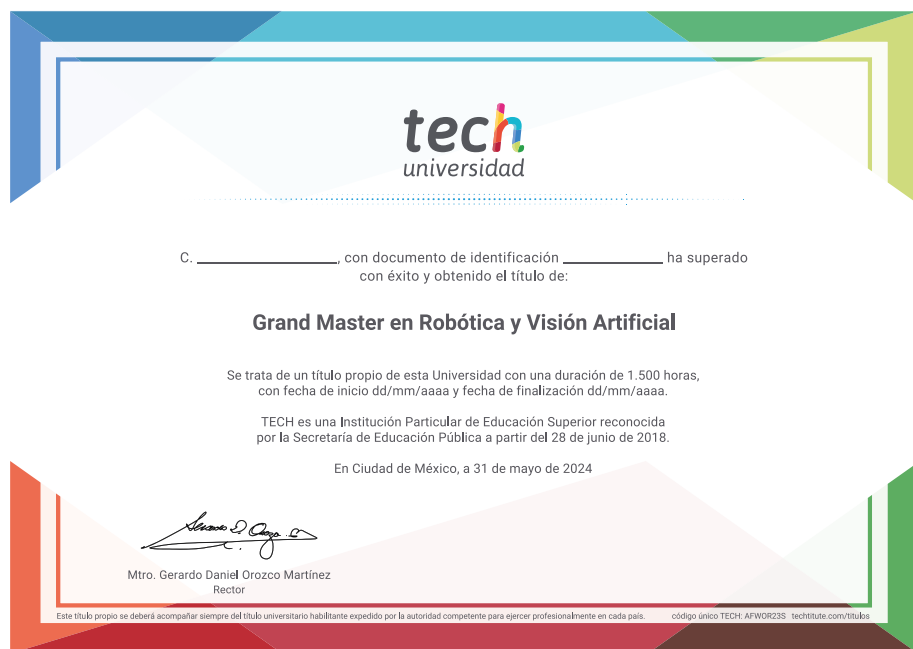 tech
universidad
C. ____________, con documento de identificación ____________ ha superado
con éxito y obtenido el título de:
Grand Master en Robótica y Visión Artificial
Se trata de un título propio de esta Universidad con una duración de 1.500 horas,
con fecha de inicio dd/mm/aaaa y fecha de finalización dd/mm/aaaa.
TECH es una Institución Particular de Educación Superior reconocida
por la Secretaría de Educación Pública a partir del 28 de junio de 2018.
En Ciudad de México, a 31 de mayo de 2024
Mtro. Gerardo Daniel Orozco Martínez
Rector
Este título propio se deberá acompañar siempre del título universitario habilitante expedido por la autoridad competente para ejercer profesionalmente en cada país. código único TECH: AFWOR23S techtitute.com/titulos